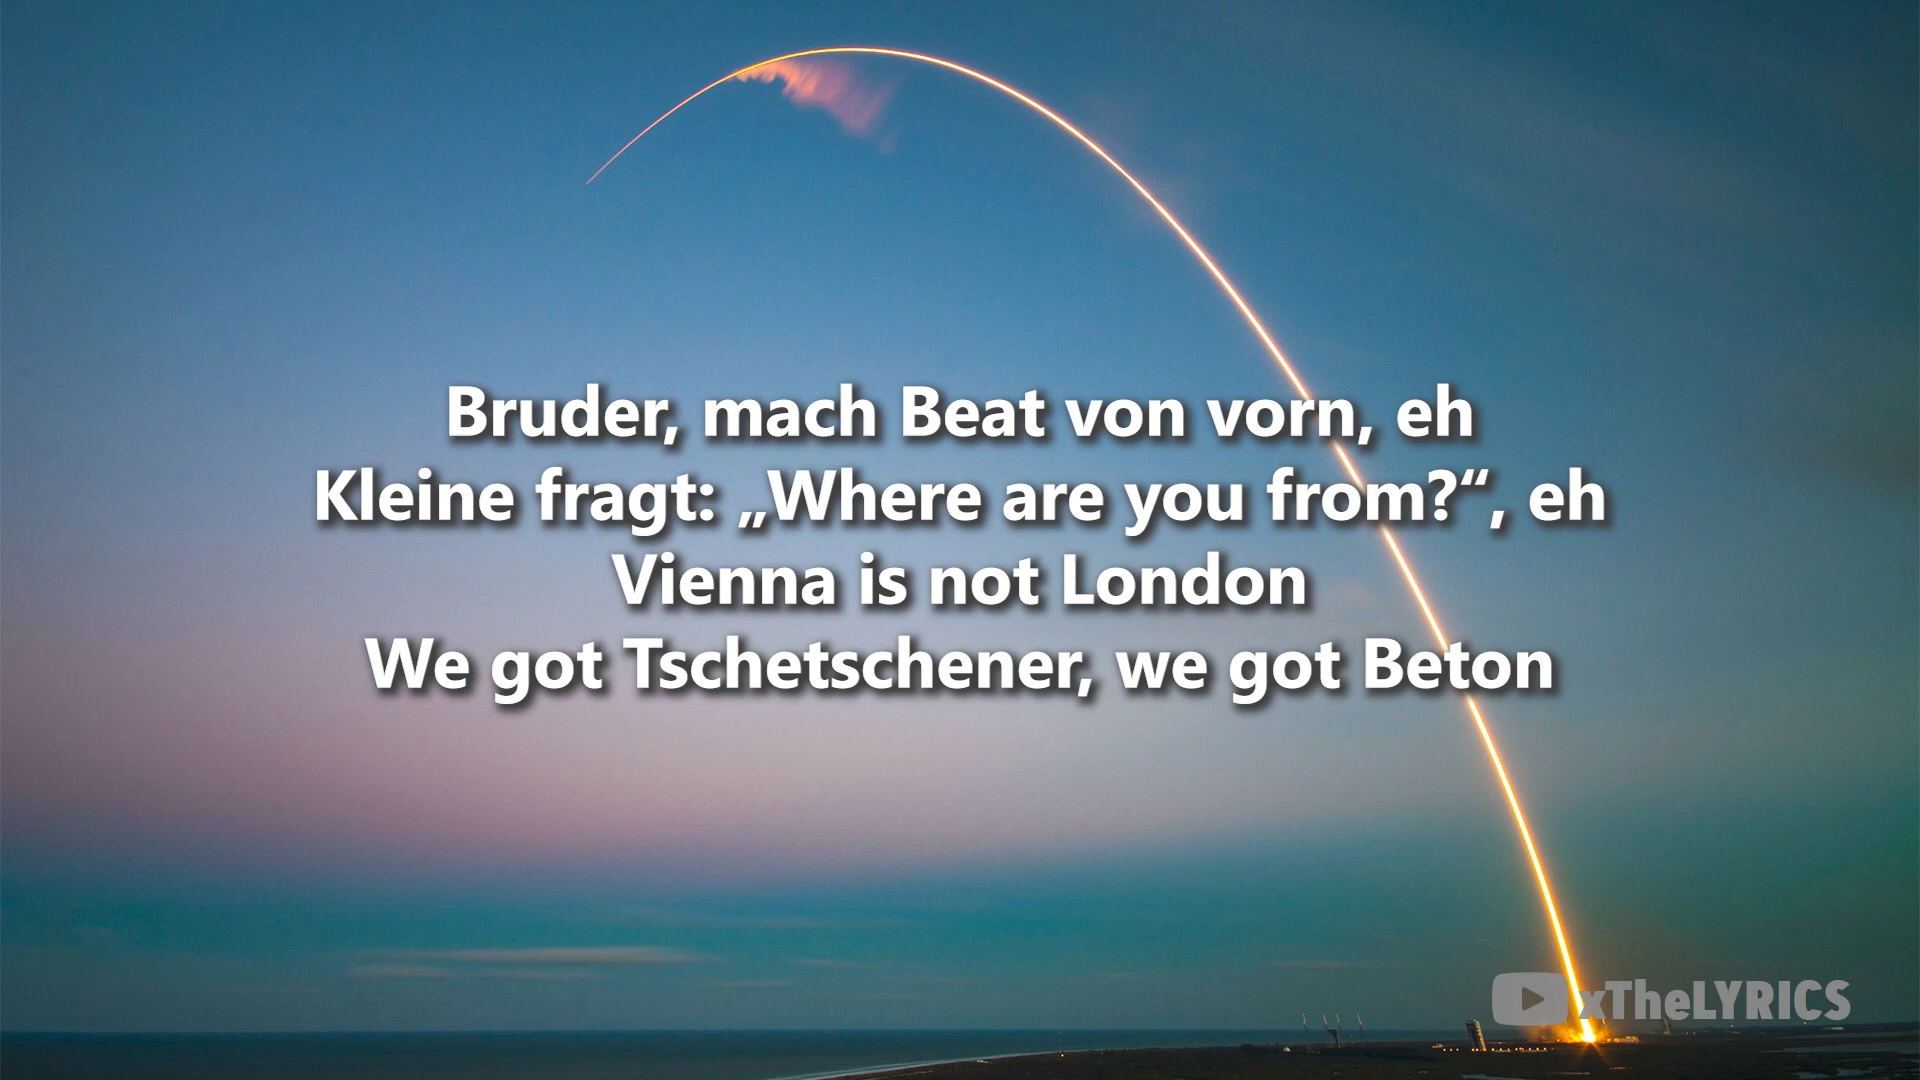 Bruder, mach Beat von vorn, eh
Kleine fragt: „Where are you from?“, eh
Vienna is not London
We got Tschetschener, we got Beton
xTheLYRICS